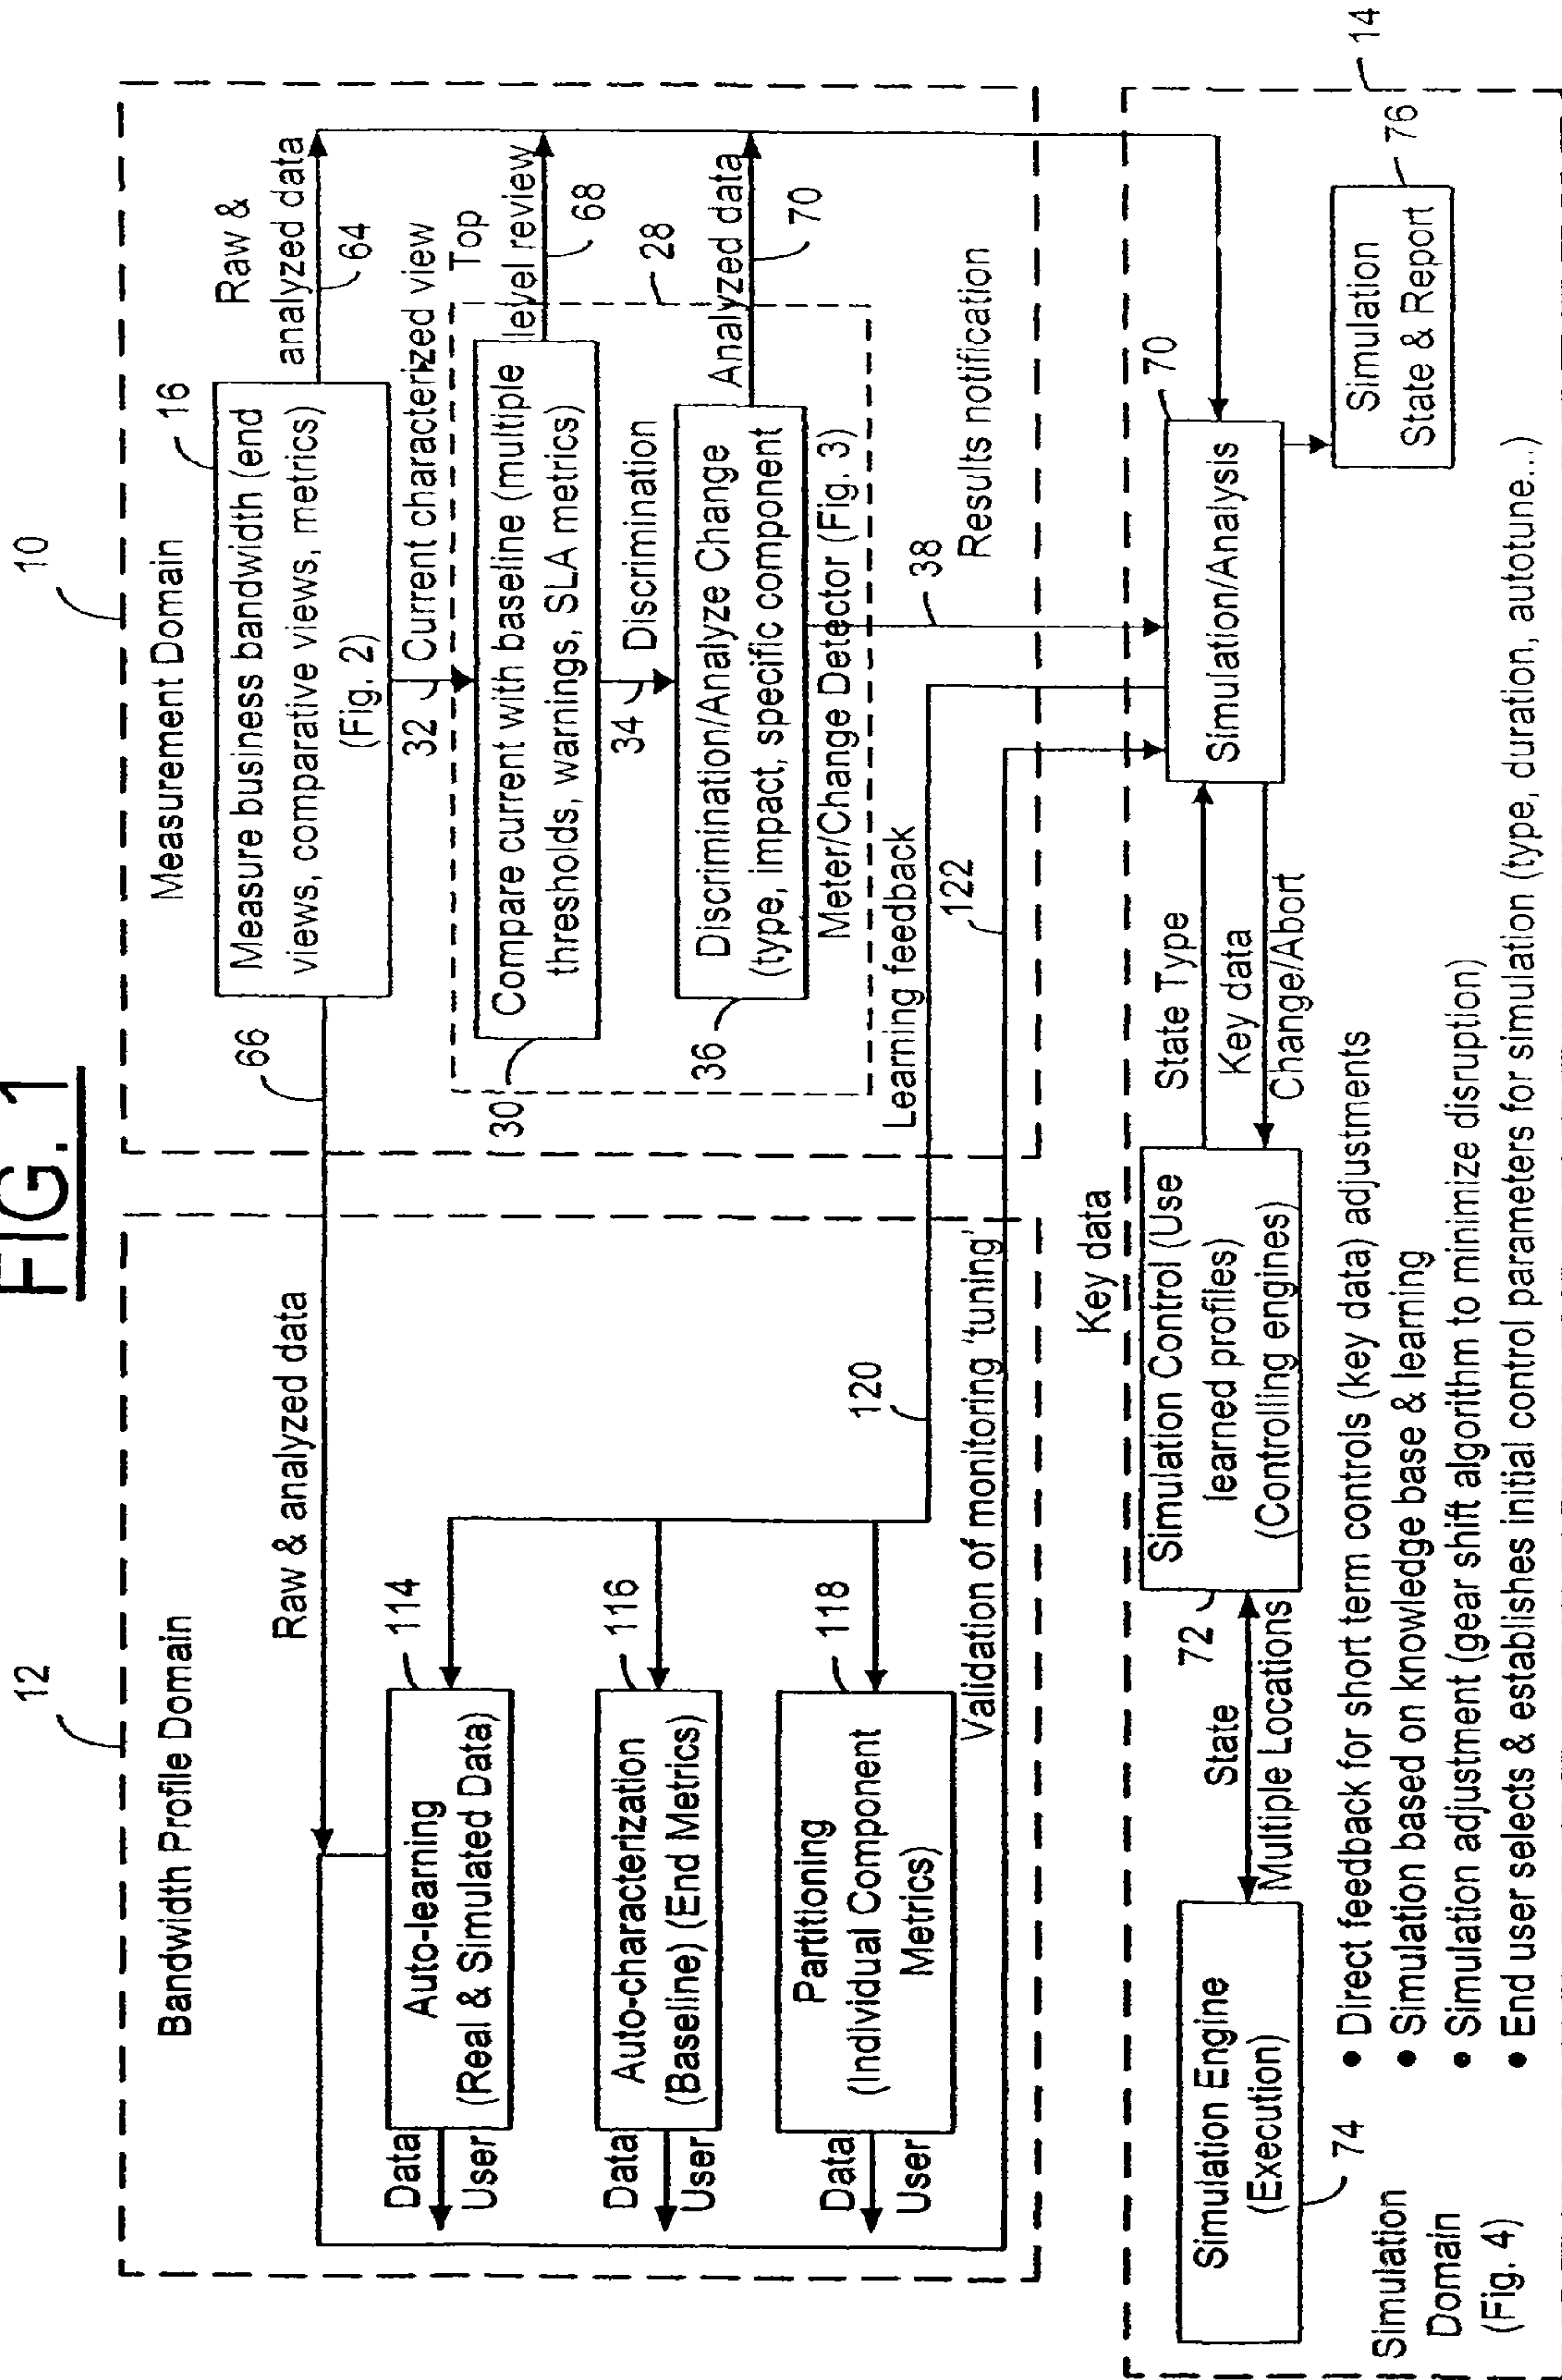 FIG. 1
12
10
Bandwidth Profile Domain
Measurement Domain
Raw & analyzed data
66
Measure business bandwidth (end
views, comparative views, metrics)
(Fig. 2)
16
Raw &
analyzed data
64
32
Current characterized view
Top
level review
68
28
30
Compare current with baseline (multiple
thresholds, warnings, SLA metrics)
34
Discrimination
36
Discrimination/Analyze Change
(type, impact, specific component
Meter/Change Detector (Fig. 3)
Analyzed data
70
38
Results notification
Learning feedback
122
120
Validation of monitoring 'tuning'
Auto-learning
(Real & Simulated Data)
114
Data
User
Auto-characterization
(Baseline) (End Metrics)
116
Data
User
Partitioning
(Individual Component
Metrics)
118
Data
User
Key data
Simulation Engine
(Execution)
74
State
Multiple Locations
72
Simulation Control (Use
learned profiles)
(Controlling engines)
State Type
Key data
Change/Abort
Simulation/Analysis
70
Simulation
State & Report
76
14
Simulation
Domain
(Fig. 4)
• Direct feedback for short term controls (key data) adjustments
• Simulation based on knowledge base & learning
• Simulation adjustment (gear shift algorithm to minimize disruption)
• End user selects & establishes initial control parameters for simulation (type, duration, autotune...)